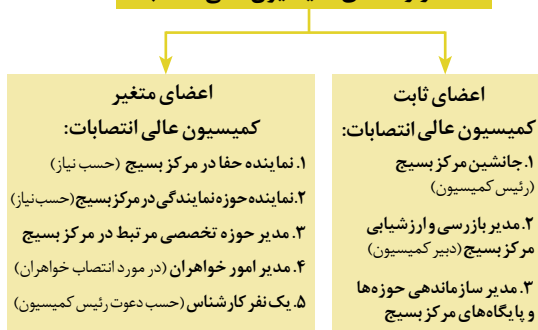 اعضای ثابت
کمیسیون عالی انتصابات:
۱. جانشین مرکز بسیج
(رئیس کمیسیون)
۲. مدیر بازرسی و ارزشیابی
مرکز بسیج (دبیر کمیسیون)
۳. مدیر سازماندهی حوزه‌ها
و پایگاه‌های مرکز بسیج
اعضای متغیر
کمیسیون عالی انتصابات:
۱. نماینده حفا در مرکز بسیج (حسب نیاز)
۲. نماینده حوزه نمایندگی در مرکز بسیج (حسب نیاز)
۳. مدیر حوزه تخصصی مرتبط در مرکز بسیج
۴. مدیر امور خواهران (در مورد انتصاب خواهران)
۵. یک نفر کارشناس (حسب دعوت رئیس کمیسیون)